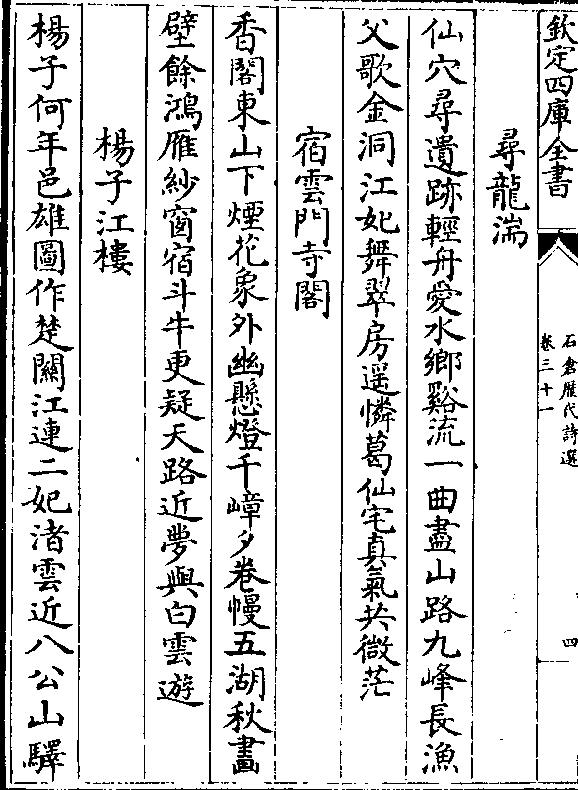 欽定四庫全書
石倉歷代詩選
卷三十一
四
尋龍湍
仙穴尋遺跡輕舟愛水鄉谿流一曲盡山路九峰長漁
父歌金洞江妃舞翠房遥憐葛仙宅真氣共微茫
宿雲門寺閣
香閣東山下煙花象外幽懸燈千嶂夕卷幔五湖秋畫
壁餘鴻雁紗窗宿斗牛更疑天路近夢與白雲遊
楊子江樓
楊子何年邑雄圖作楚關江連二妃渚雲近八公山驛